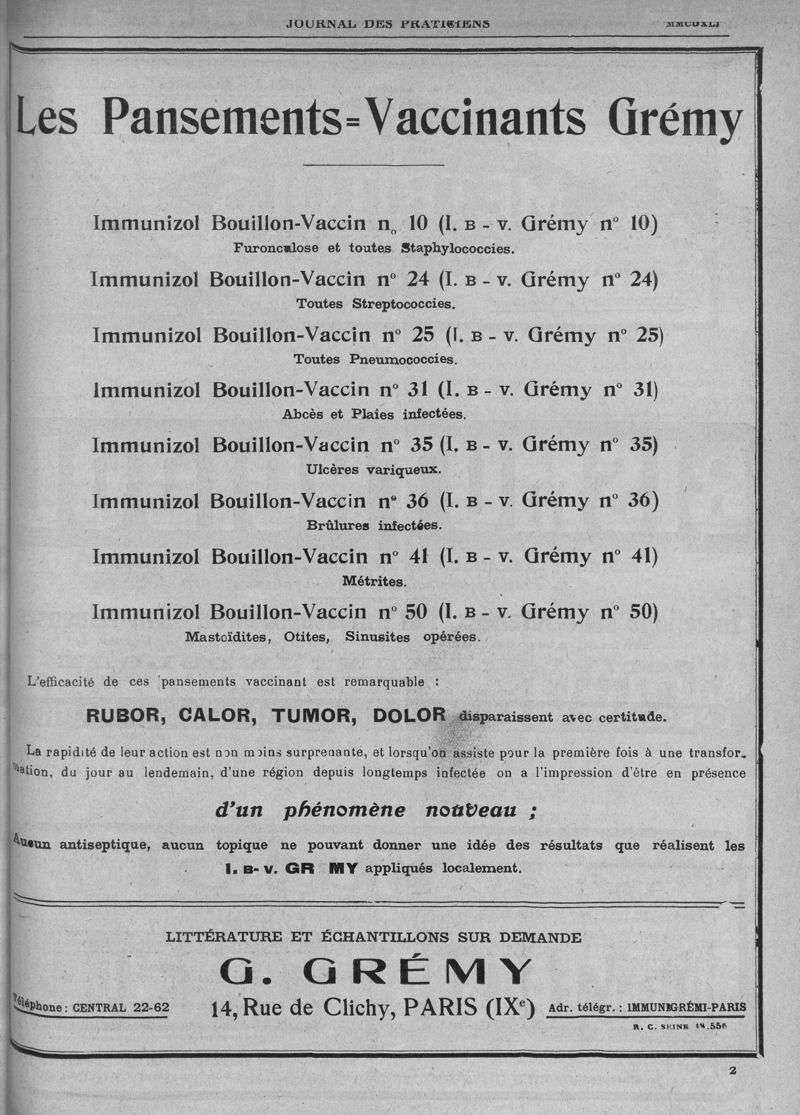 JOURNAL DES PRATICIENS
Les Pansements=Vaccinants Grémy
Immunizol Bouillon-Vaccin no 10 (I. B - V. Grémy n° 10)
Furonculose et toutes Staphylococcies.
Immunizol Bouillon-Vaccin n° 24 (I. B - V. Grémy n° 24)
Toutes Streptococcies.
Immunizol Bouillon-Vaccin n° 25 (I. B - V. Grémy n° 25)
Toutes Pneumococcies.
Immunizol Bouillon-Vaccin n° 31 (I. B - V. Grémy n° 31)
Abcès et Plaies infectées.
Immunizol Bouillon-Vaccin n° 35 (I. B - V. Grémy n° 35)
Ulcères variqueux.
Immunizol Bouillon-Vaccin n° 36 (I. B - V. Grémy n° 36)
Brûlures infectées.
Immunizol Bouillon-Vaccin n° 41 (I. B - V. Grémy n° 41)
Métrites.
Immunizol Bouillon-Vaccin n° 50 (I. B - V. Grémy n° 50)
Mastoïdites, Otites, Sinusites opérées.
L'efficacité de ces pansements vaccinant est remarquable :
RUBOR, CALOR, TUMOR, DOLOR disparaissent avec certitude.
La rapidité de leur action est non moins surprenante, et lorsqu'on assiste pour la première fois à une transfor-
mation, du jour au lendemain, d'une région depuis longtemps infectée on a l'impression d'être en présence
d'un phénomène nouveau ;
Aucun antiseptique, aucun topique ne pouvant donner une idée des résultats que réalisent les
I. B- V. GR MY appliqués localement.
LITTÉRATURE ET ÉCHANTILLONS SUR DEMANDE
G. GRÉMY
Téléphone : CENTRAL 22-62 14, Rue de Clichy, PARIS (IXe) Adr. télégr. : IMMUNIGRÉMI-PARIS
R. C. SEINE 14.556
2